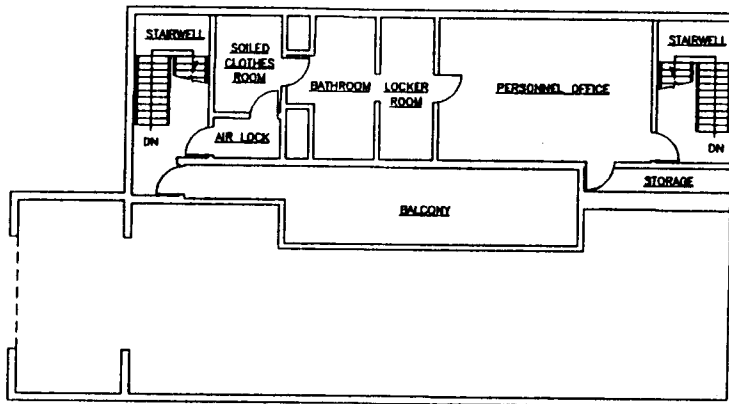 STAIRWELL
SOILED
CLOTHES
ROOM
BATHROOM
LOCKER
ROOM
PERSONNEL OFFICE
STAIRWELL
AIR LOCK
DN
DN
STORAGE
BALCONY